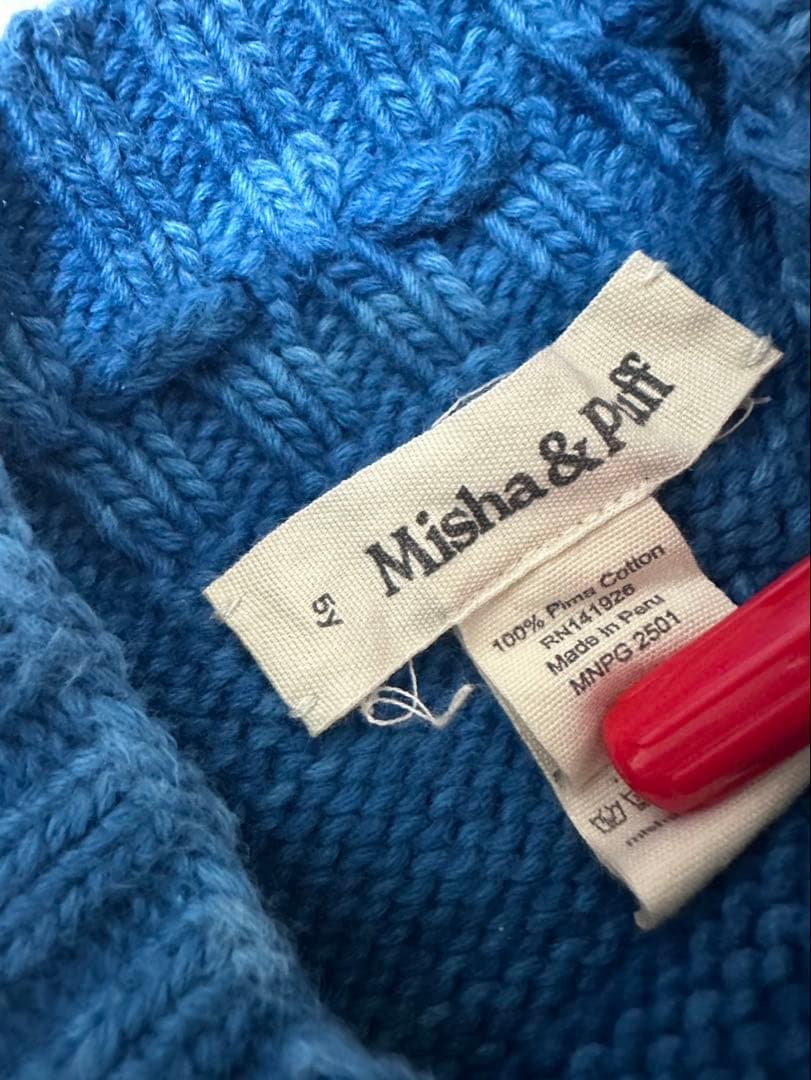 Misha & Puff
5Y
100% Pima Cotton
RN141926
Made in Peru
MNPG 2501